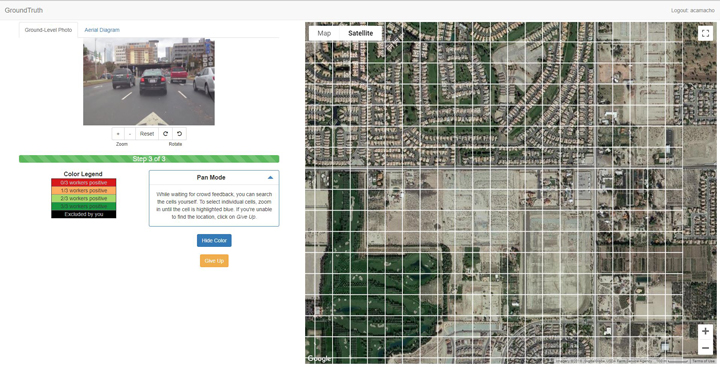 GroundTruth
Logout: acamacho
Ground-Level Photo
Aerial Diagram
Map
Satellite
+
-
Reset
Zoom
Rotate
Step 3 of 3
Color Legend
0/3 workers positive
1/3 workers positive
2/3 workers positive
3/3 workers positive
Excluded by you
Pan Mode
While waiting for crowd feedback, you can search
the cells yourself. To select individual cells, zoom
in until the cell is highlighted blue. If you're unable
to find the location, click on Give Up.
Hide Color
Give Up
+
−
Google
Terms of Use